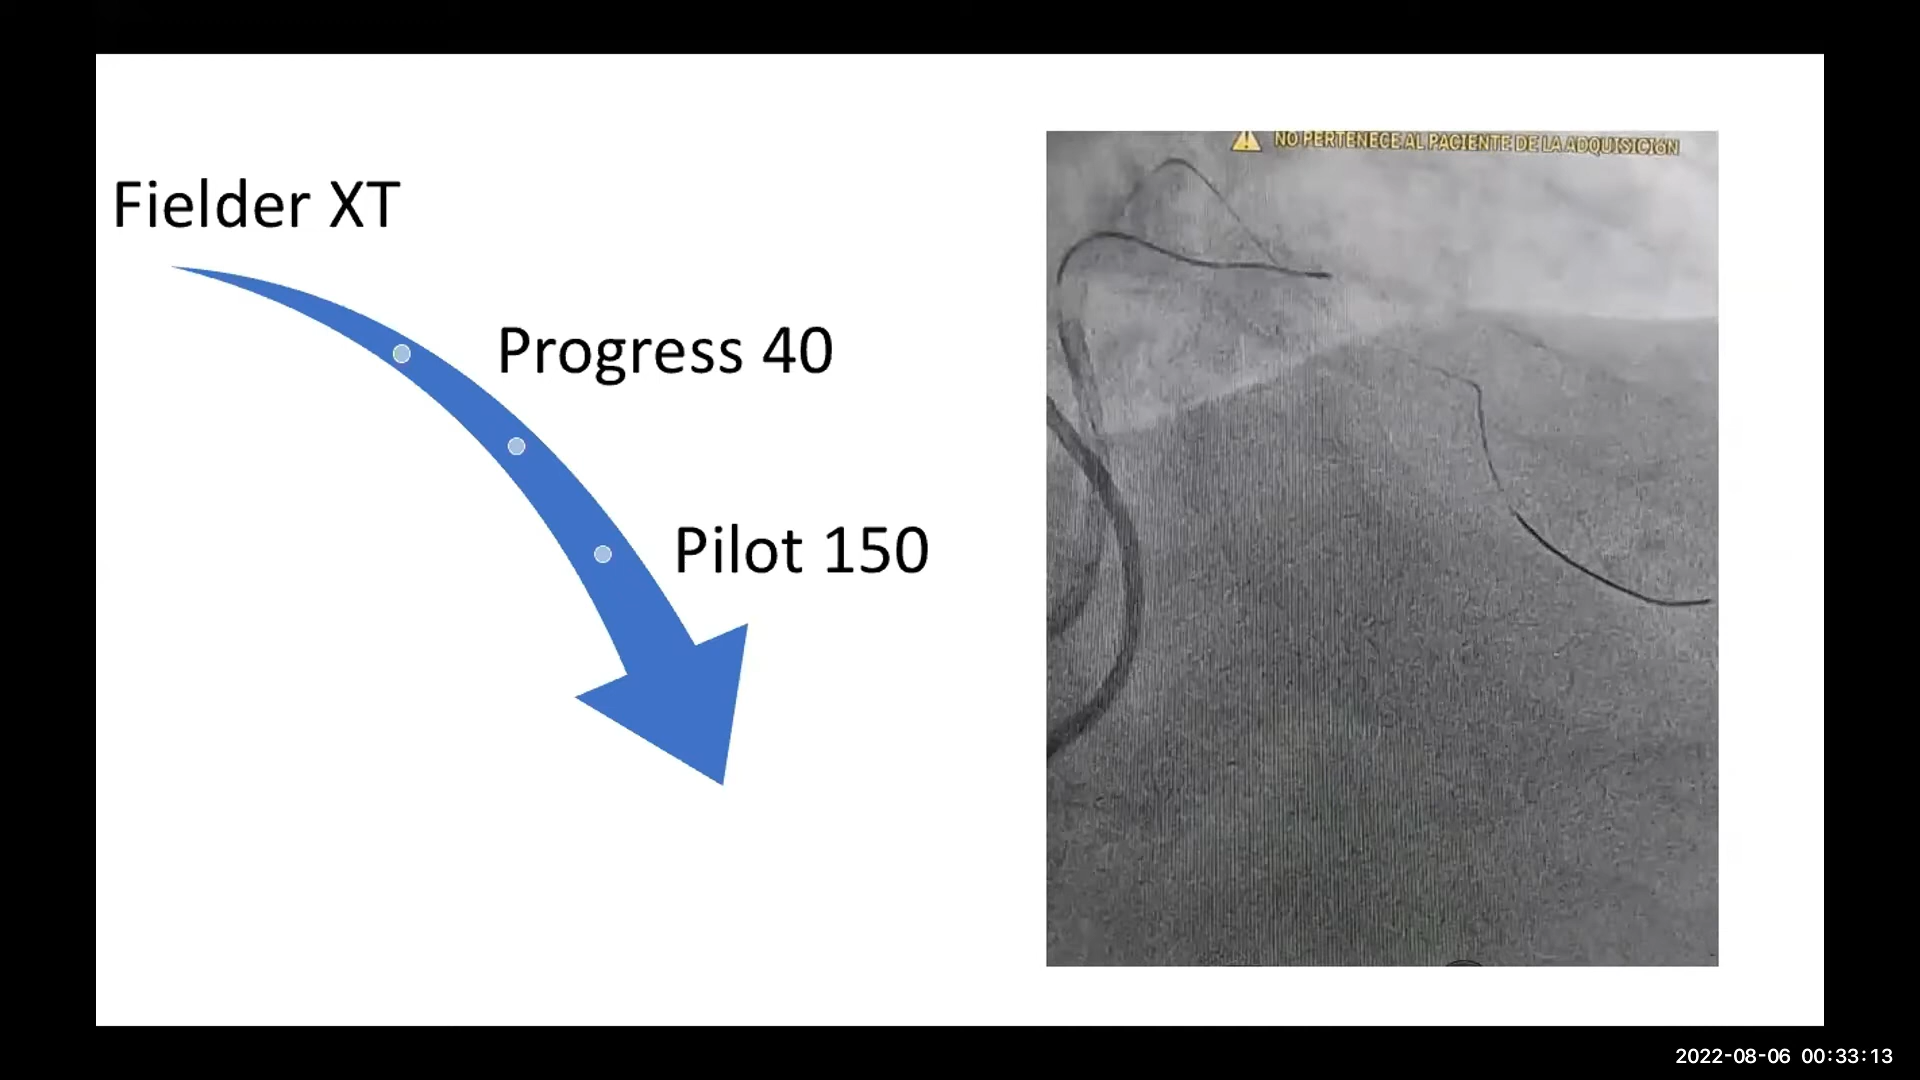 NO PERTENECE AL PACIENTE DE LA ADQUISICIÓN
Fielder XT
Progress 40
Pilot 150
2022-08-06 00:33:13